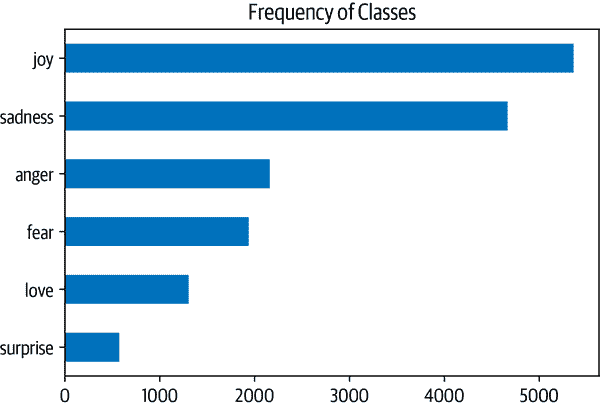 Frequency of Classes
joy
sadness
anger
fear
love
surprise
0 1000 2000 3000 4000 5000